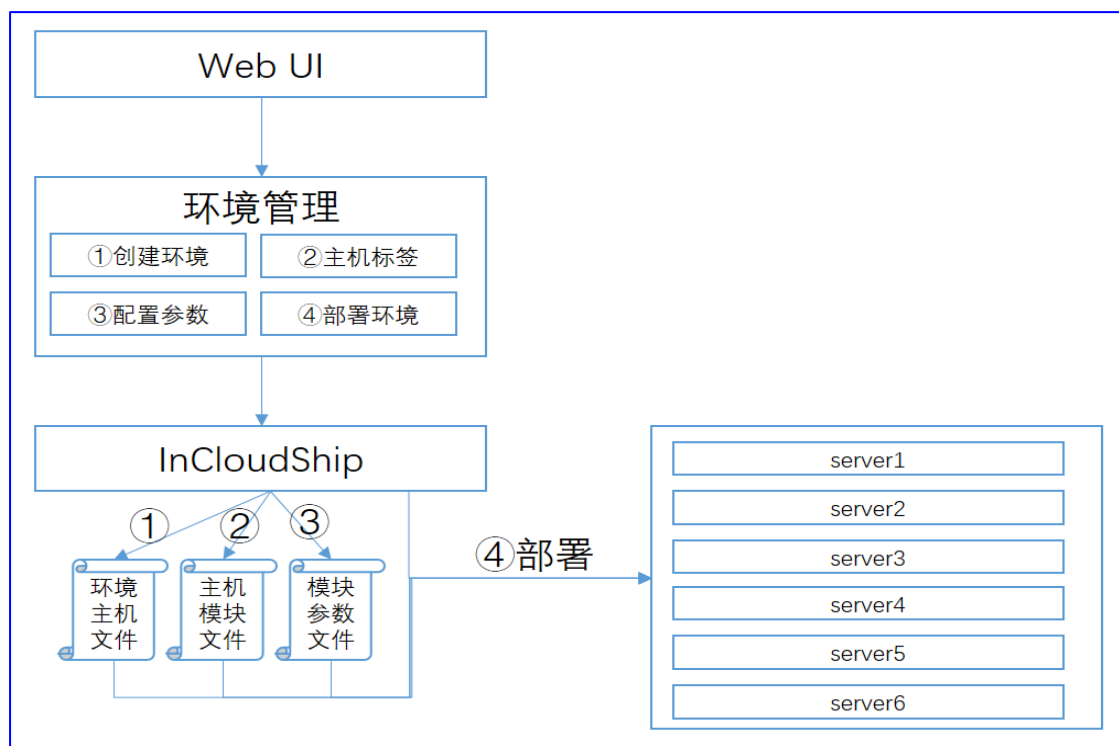 Web UI
环境管理
①创建环境
②主机标签
③配置参数
④部署环境
InCloudShip
①
②
③
环境
主机
文件
主机
模块
文件
模块
参数
文件
④部署
server1
server2
server3
server4
server5
server6